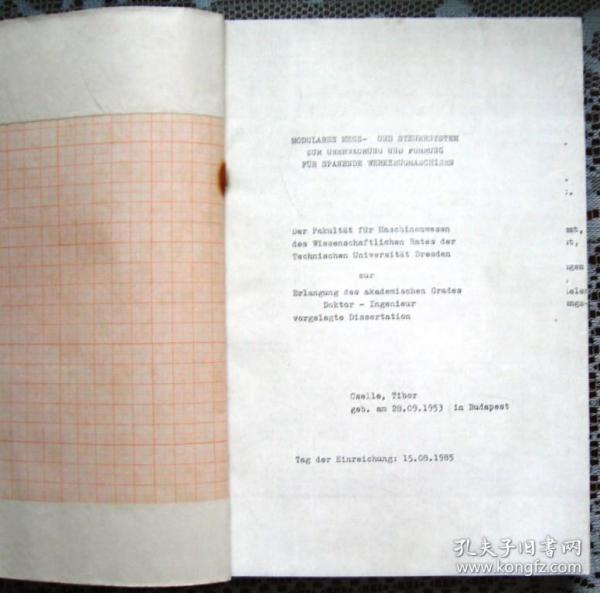 MODULARES MESS- UND STEUERSYSTEM
ZUR ÜBERWACHUNG UND FÜHRUNG
FÜR SPANENDE WERKZEUGMASCHINEN
Der Fakultät für Maschinenwesen
des Wissenschaftlichen Rates der
Technischen Universität Dresden
zur
Erlangung des akademischen Grades
Doktor - Ingenieur
vorgelegte Dissertation
Cselle, Tibor
geb. am 28.09.1953 in Budapest
Tag der Einreichung: 15.08.1985
孔夫子旧书网
www.kongfz.com